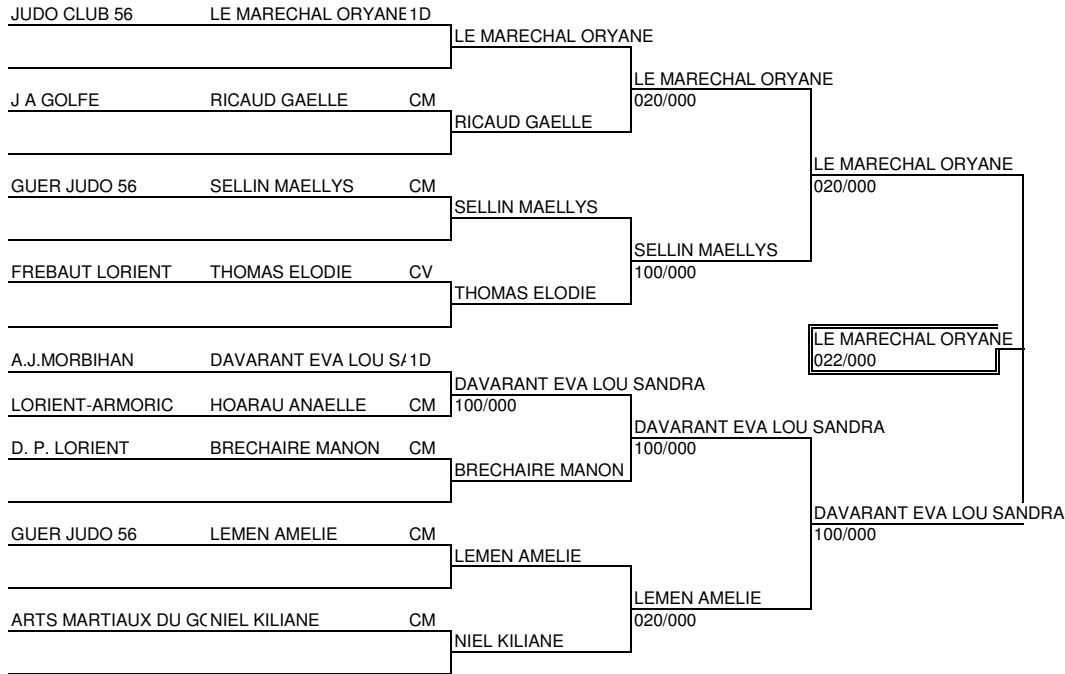 JUDO CLUB 56 LE MARECHAL ORYANE 1D
LE MARECHAL ORYANE
LE MARECHAL ORYANE
020/000
J A GOLFE RICAUD GAELLE CM
RICAUD GAELLE
LE MARECHAL ORYANE
020/000
GUER JUDO 56 SELLIN MAELLYS CM
SELLIN MAELLYS
SELLIN MAELLYS
100/000
FREBAUT LORIENT THOMAS ELODIE CV
THOMAS ELODIE
LE MARECHAL ORYANE
022/000
A.J.MORBIHAN DAVARANT EVA LOU SA 1D
DAVARANT EVA LOU SANDRA
100/000
LORIENT-ARMORIC HOARAU ANAELLE CM
DAVARANT EVA LOU SANDRA
100/000
D. P. LORIENT BRECHAIRE MANON CM
BRECHAIRE MANON
DAVARANT EVA LOU SANDRA
100/000
GUER JUDO 56 LEMEN AMELIE CM
LEMEN AMELIE
LEMEN AMELIE
020/000
ARTS MARTIAUX DU GO NIEL KILIANE CM
NIEL KILIANE